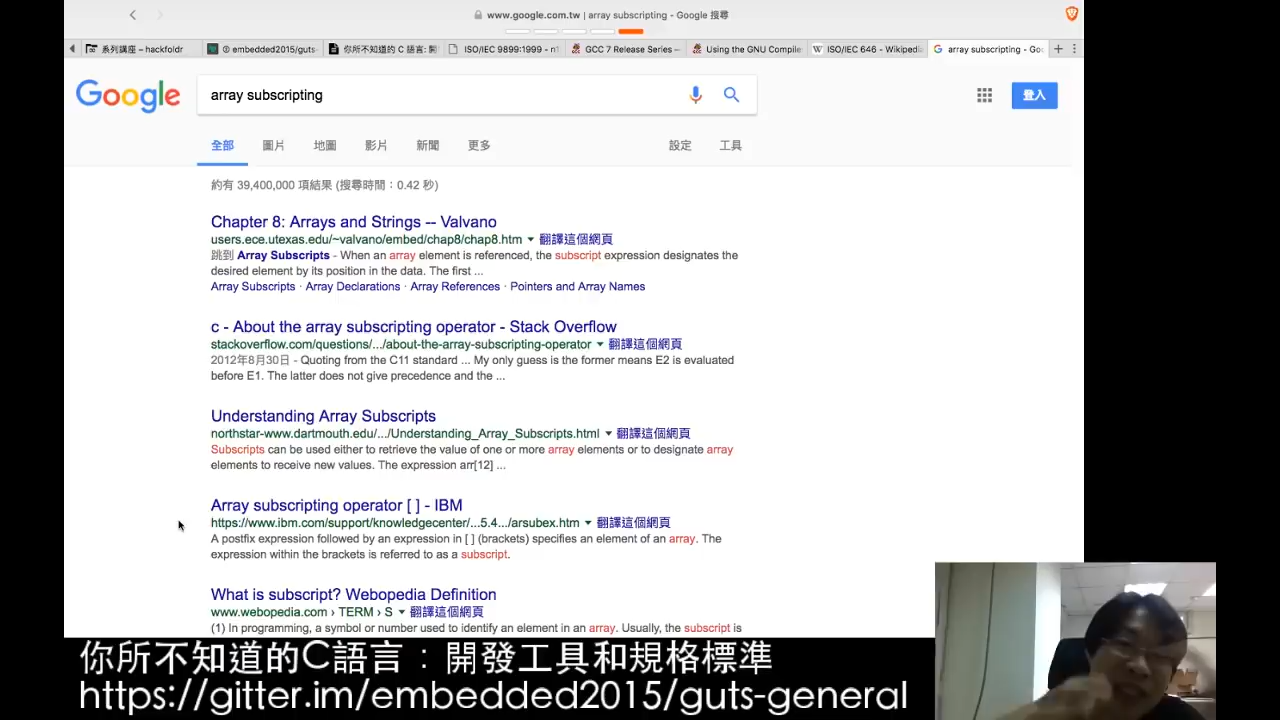 www.google.com.tw | array subscripting - Google 搜尋
系列講座 – hackfoldr
embedded2015/guts-
你所不知道的 C 語言: 開
ISO/IEC 9899:1999 - n1
GCC 7 Release Series —
Using the GNU Compile
ISO/IEC 646 - Wikipedia
array subscripting - Goo
Google
array subscripting
登入
全部 圖片 地圖 影片 新聞 更多 設定 工具
約有 39,400,000 項結果 (搜尋時間：0.42 秒)
Chapter 8: Arrays and Strings -- Valvano
users.ece.utexas.edu/~valvano/embed/chap8/chap8.htm ▼ 翻譯這個網頁
跳到 Array Subscripts - When an array element is referenced, the subscript expression designates the
desired element by its position in the data. The first ...
Array Subscripts · Array Declarations · Array References · Pointers and Array Names
c - About the array subscripting operator - Stack Overflow
stackoverflow.com/questions/.../about-the-array-subscripting-operator ▼ 翻譯這個網頁
2012年8月30日 - Quoting from the C11 standard ... My only guess is the former means E2 is evaluated
before E1. The latter does not give precedence and the ...
Understanding Array Subscripts
northstar-www.dartmouth.edu/.../Understanding_Array_Subscripts.html ▼ 翻譯這個網頁
Subscripts can be used either to retrieve the value of one or more array elements or to designate array
elements to receive new values. The expression arr[12] ...
Array subscripting operator [ ] - IBM
https://www.ibm.com/support/knowledgecenter/...5.4.../arsubex.htm ▼ 翻譯這個網頁
A postfix expression followed by an expression in [ ] (brackets) specifies an element of an array. The
expression within the brackets is referred to as a subscript.
What is subscript? Webopedia Definition
www.webopedia.com › TERM › S ▼ 翻譯這個網頁
(1) In programming, a symbol or number used to identify an element in an array. Usually, the subscript is
你所不知道的C語言：開發工具和規格標準
https://gitter.im/embedded2015/guts-general